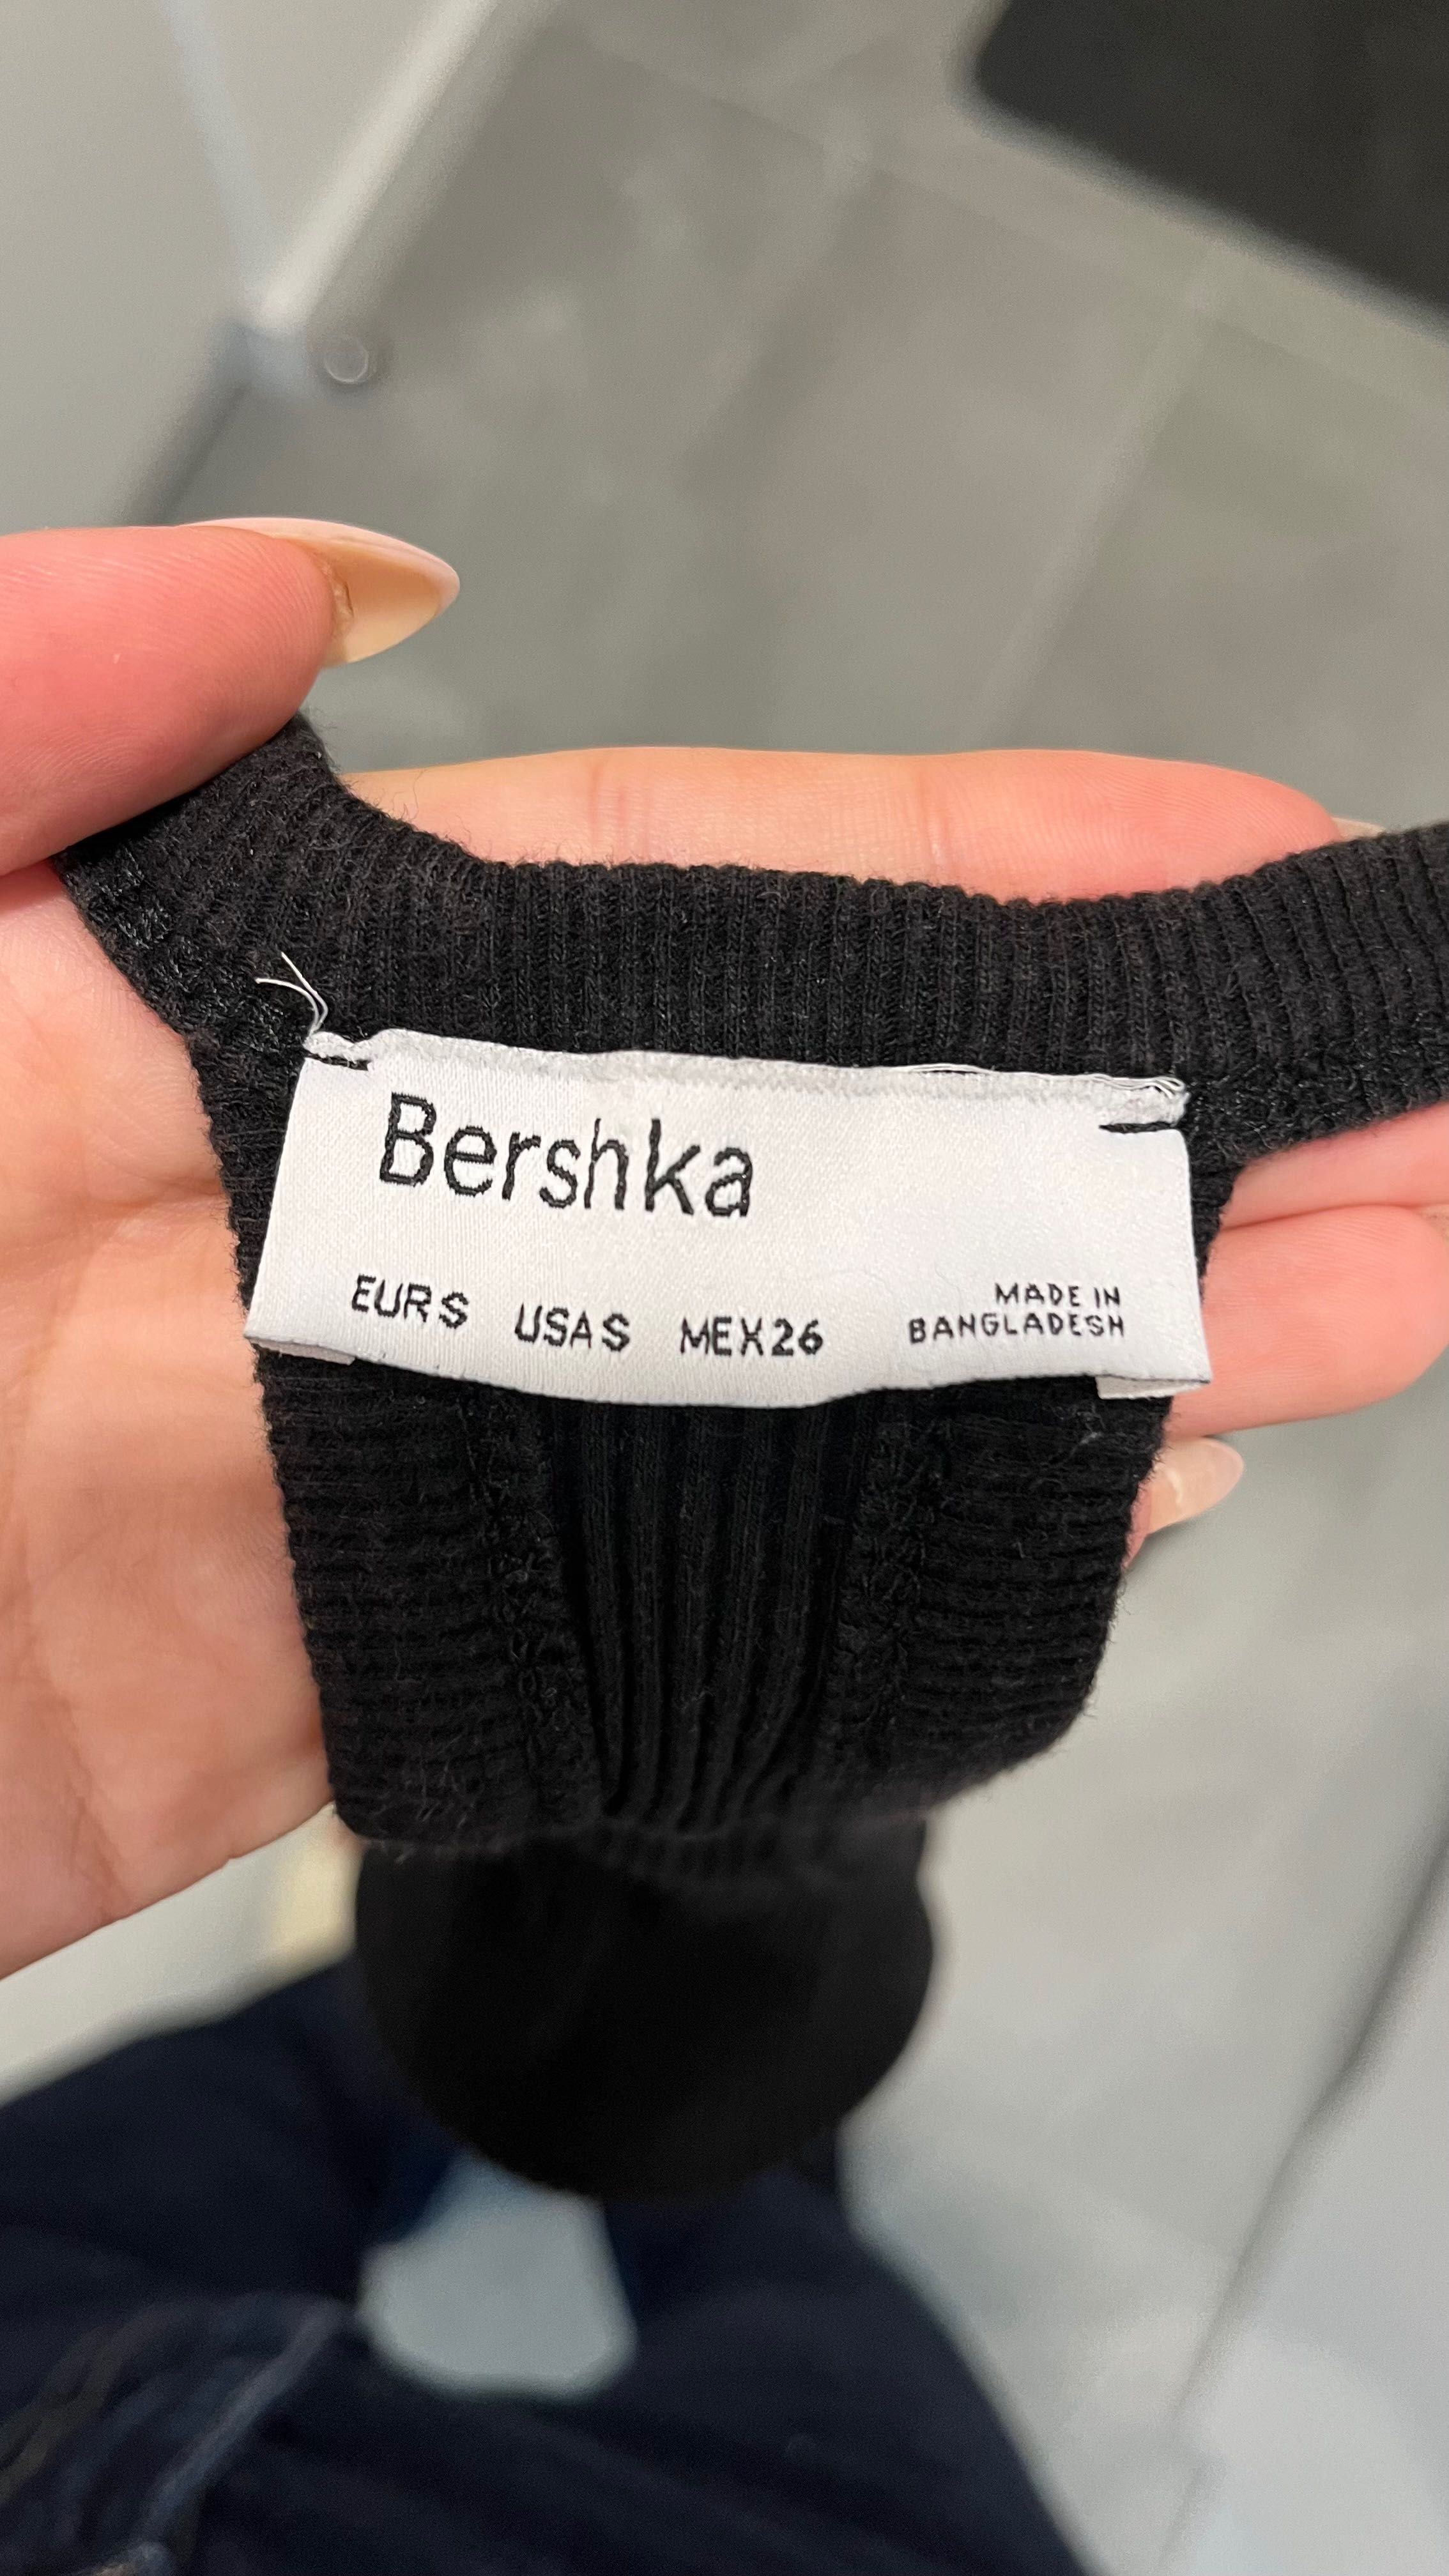 Bershka
EUR S USA S MEX 26
MADE IN
BANGLADESH